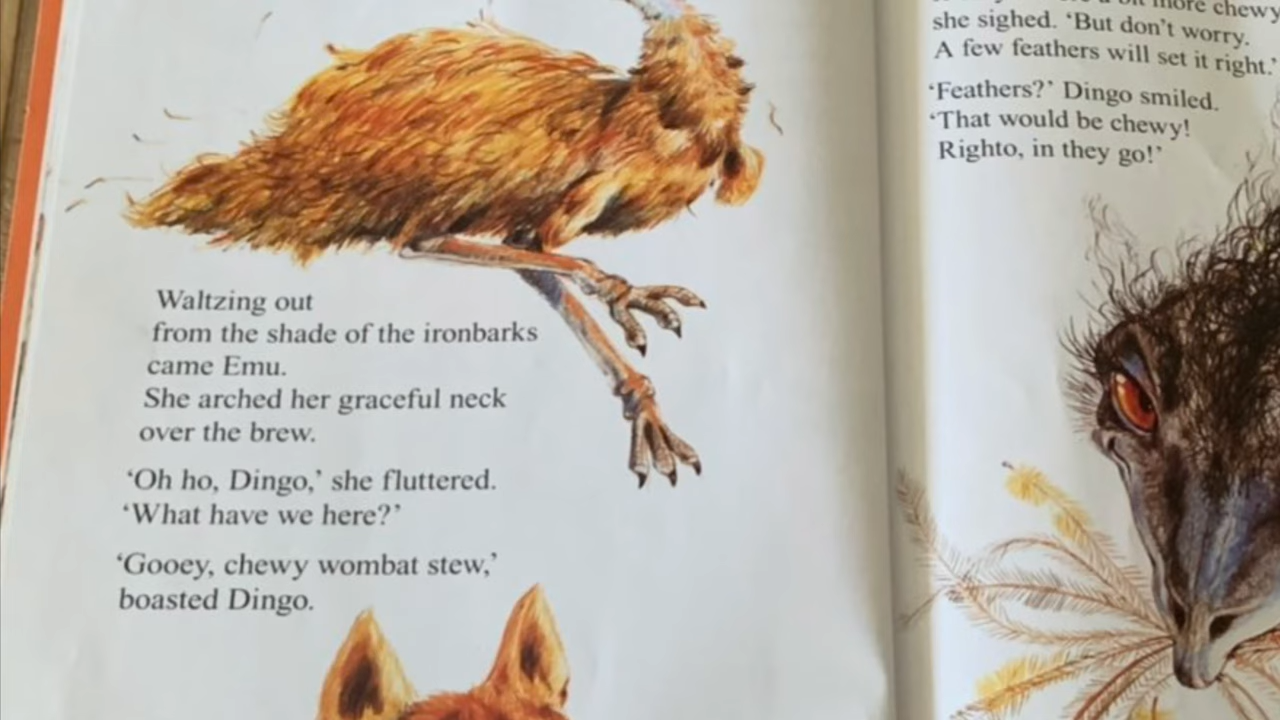 Waltzing out
from the shade of the ironbarks
came Emu.
She arched her graceful neck
over the brew.
‘Oh ho, Dingo,’ she fluttered.
‘What have we here?’
‘Gooey, chewy wombat stew,’
boasted Dingo.
more chewy
she sighed. ‘But don’t worry.
A few feathers will set it right.’
‘Feathers?’ Dingo smiled.
‘That would be chewy!
Righto, in they go!’